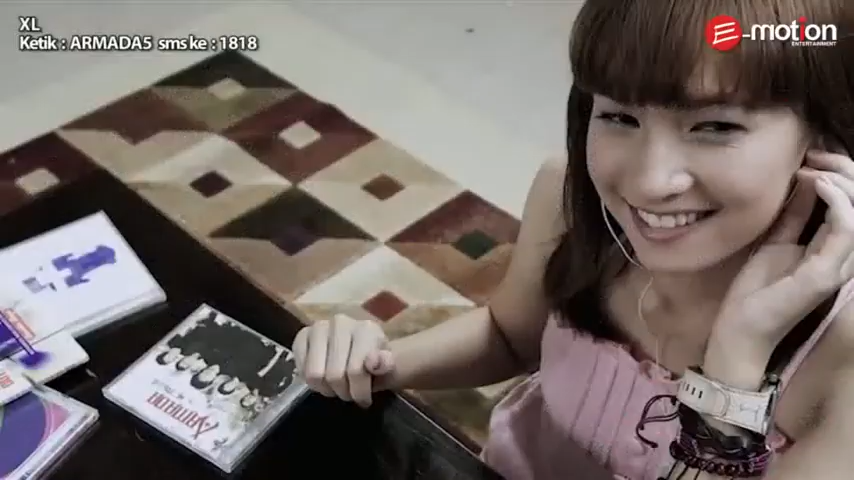 XL
Ketik : ARMADA5 sms ke : 1818
E-motion
ENTERTAINMENT
ARMADA